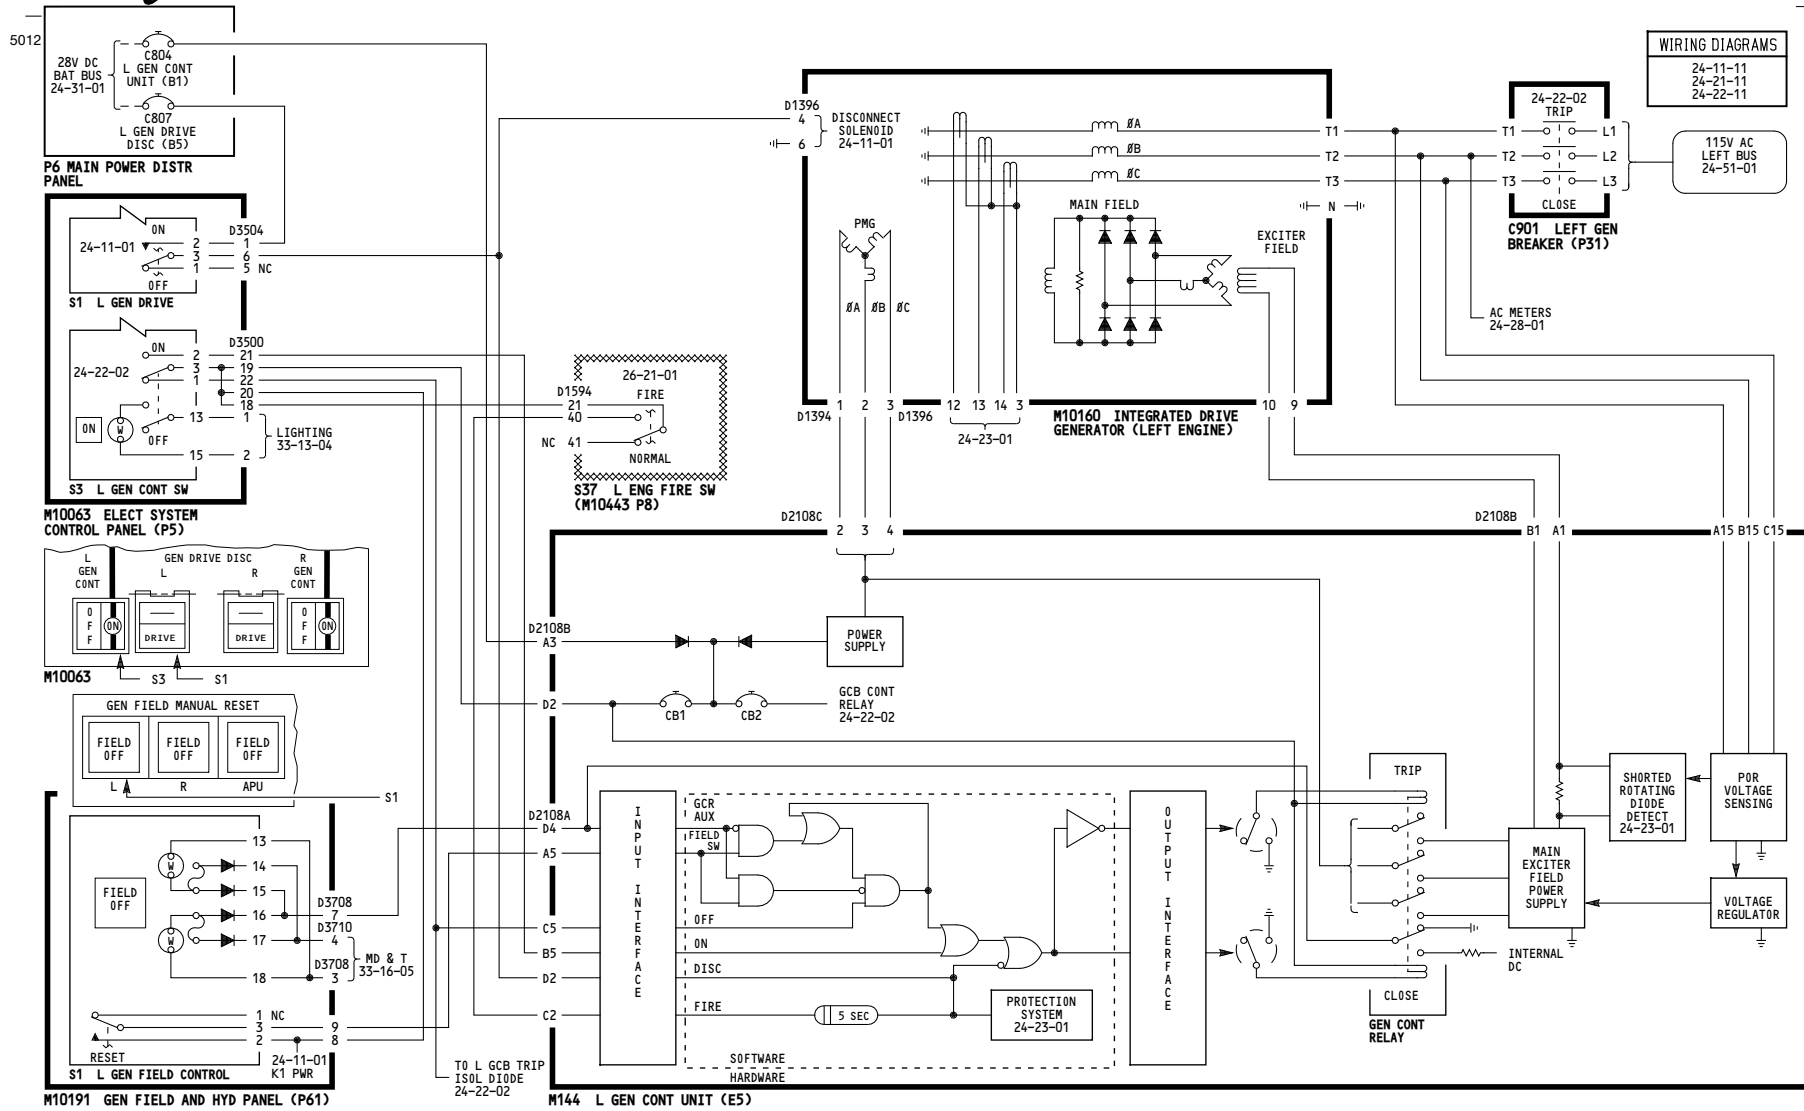 5012
28V DC
BAT BUS
24-31-01
C804
L GEN CONT
UNIT (B1)
C807
L GEN DRIVE
DISC (B5)
P6 MAIN POWER DISTR
PANEL
ON
24-11-01
OFF
2
3
1
D3504
1
6
5 NC
S1 L GEN DRIVE
ON
24-22-02
ON
W
OFF
2
3
1
13
15
D3500
21
19
22
20
18
1
2
LIGHTING
33-13-04
S3 L GEN CONT SW
M10063 ELECT SYSTEM
CONTROL PANEL (P5)
L
GEN
CONT
GEN DRIVE DISC
L
R
R
GEN
CONT
O
F
F
ON
DRIVE
DRIVE
O
F
F
ON
M10063
S3
S1
GEN FIELD MANUAL RESET
FIELD
OFF
FIELD
OFF
FIELD
OFF
L
R
APU
S1
FIELD
OFF
W
W
13
14
15
16
17
18
D3708
7
D3710
4
D3708
3
MD & T
33-16-05
1 NC
3
2
9
8
RESET
24-11-01
K1 PWR
S1 L GEN FIELD CONTROL
M10191 GEN FIELD AND HYD PANEL (P61)
TO L GCB TRIP
ISOL DIODE
24-22-02
D1594
21
40
NC 41
26-21-01
FIRE
NORMAL
S37 L ENG FIRE SW
(M10443 P8)
D1396
4
6
DISCONNECT
SOLENOID
24-11-01
ØA
ØB
ØC
T1
T2
T3
N
PMG
ØA ØB ØC
MAIN FIELD
EXCITER
FIELD
D1394
1 2 3
D1396
12 13 14 3
24-23-01
10 9
M10160 INTEGRATED DRIVE
GENERATOR (LEFT ENGINE)
24-22-02
TRIP
T1
T2
T3
L1
L2
L3
CLOSE
C901 LEFT GEN
BREAKER (P31)
WIRING DIAGRAMS
24-11-11
24-21-11
24-22-11
115V AC
LEFT BUS
24-51-01
AC METERS
24-28-01
D2108C
2 3 4
D2108B
B1 A1
A15 B15 C15
D2108B
A3
POWER
SUPPLY
D2
CB1
CB2
GCB CONT
RELAY
24-22-02
D2108A
D4
A5
C5
B5
D2
C2
INPUT INTERFACE
GCR
AUX
FIELD
SW
OFF
ON
DISC
FIRE
5 SEC
PROTECTION
SYSTEM
24-23-01
SOFTWARE
HARDWARE
OUTPUT INTERFACE
TRIP
CLOSE
GEN CONT
RELAY
INTERNAL
DC
MAIN
EXCITER
FIELD
POWER
SUPPLY
SHORTED
ROTATING
DIODE
DETECT
24-23-01
POR
VOLTAGE
SENSING
VOLTAGE
REGULATOR
M144 L GEN CONT UNIT (E5)